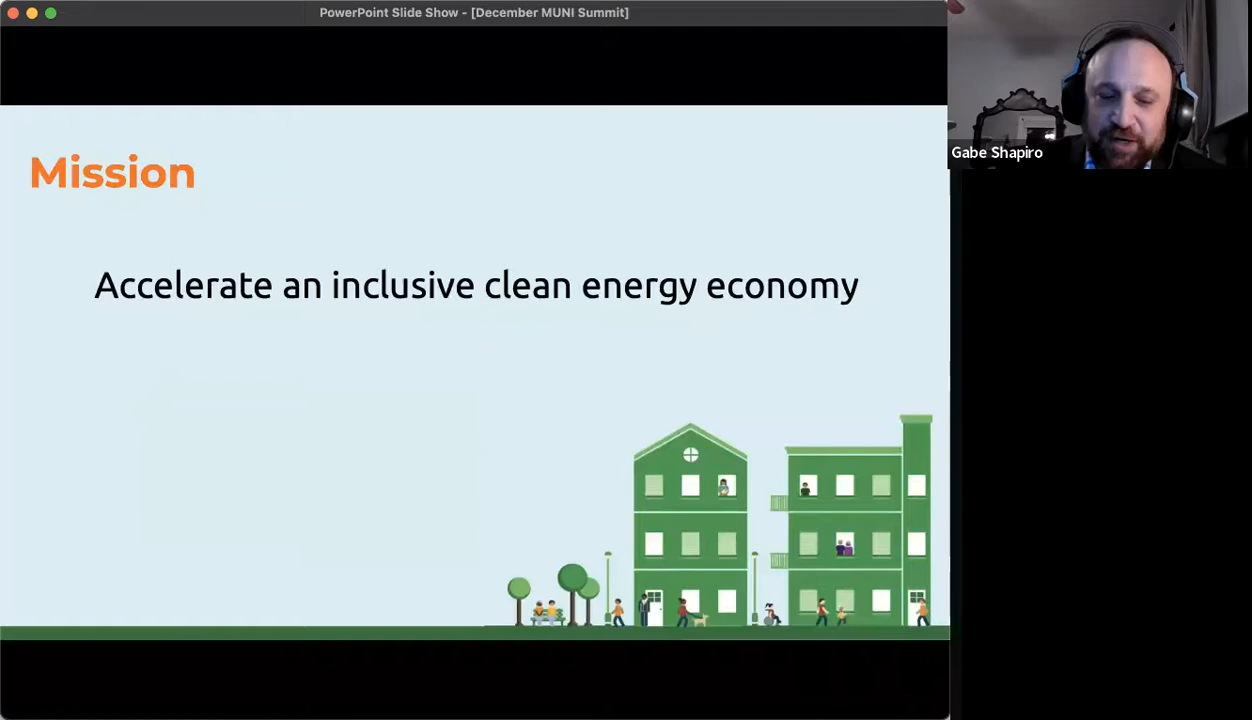 PowerPoint Slide Show - [December MUNI Summit]
Gabe Shapiro
Mission
Accelerate an inclusive clean energy economy